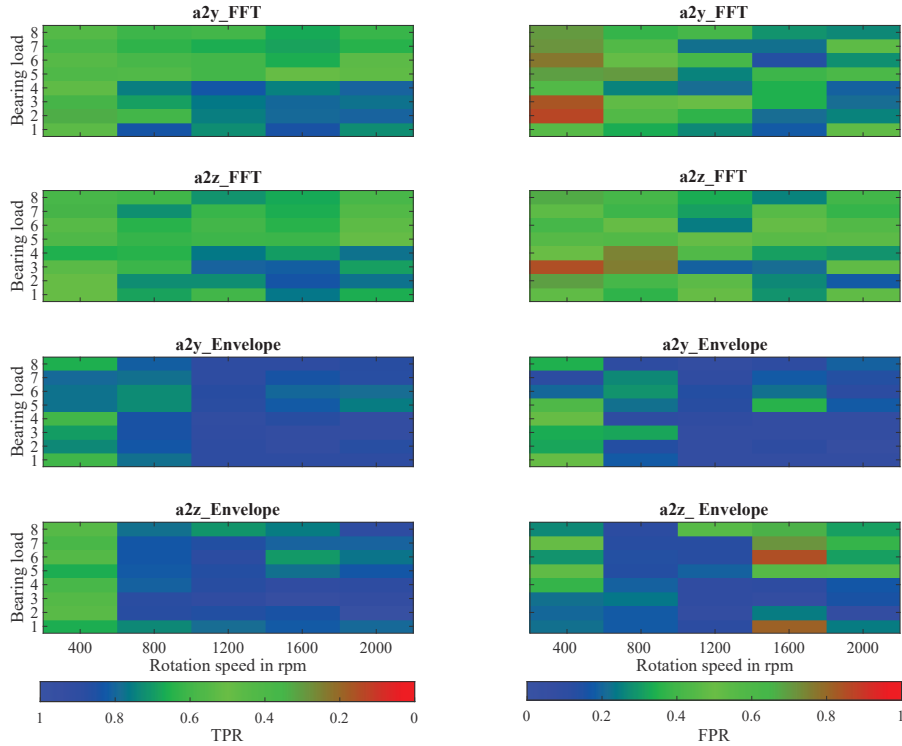 a2y_FFT
Bearing load
8
7
6
5
4
3
2
1
a2y_FFT
a2z_FFT
Bearing load
8
7
6
5
4
3
2
1
a2z_FFT
a2y_Envelope
Bearing load
8
7
6
5
4
3
2
1
a2y_Envelope
a2z_Envelope
Bearing load
8
7
6
5
4
3
2
1
400 800 1200 1600 2000
Rotation speed in rpm
a2z_ Envelope
400 800 1200 1600 2000
Rotation speed in rpm
1 0.8 0.6 0.4 0.2 0
TPR
0 0.2 0.4 0.6 0.8 1
FPR